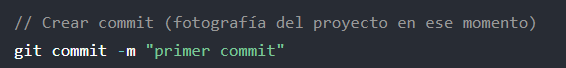 // Crear commit (fotografía del proyecto en ese momento)
git commit -m "primer commit"